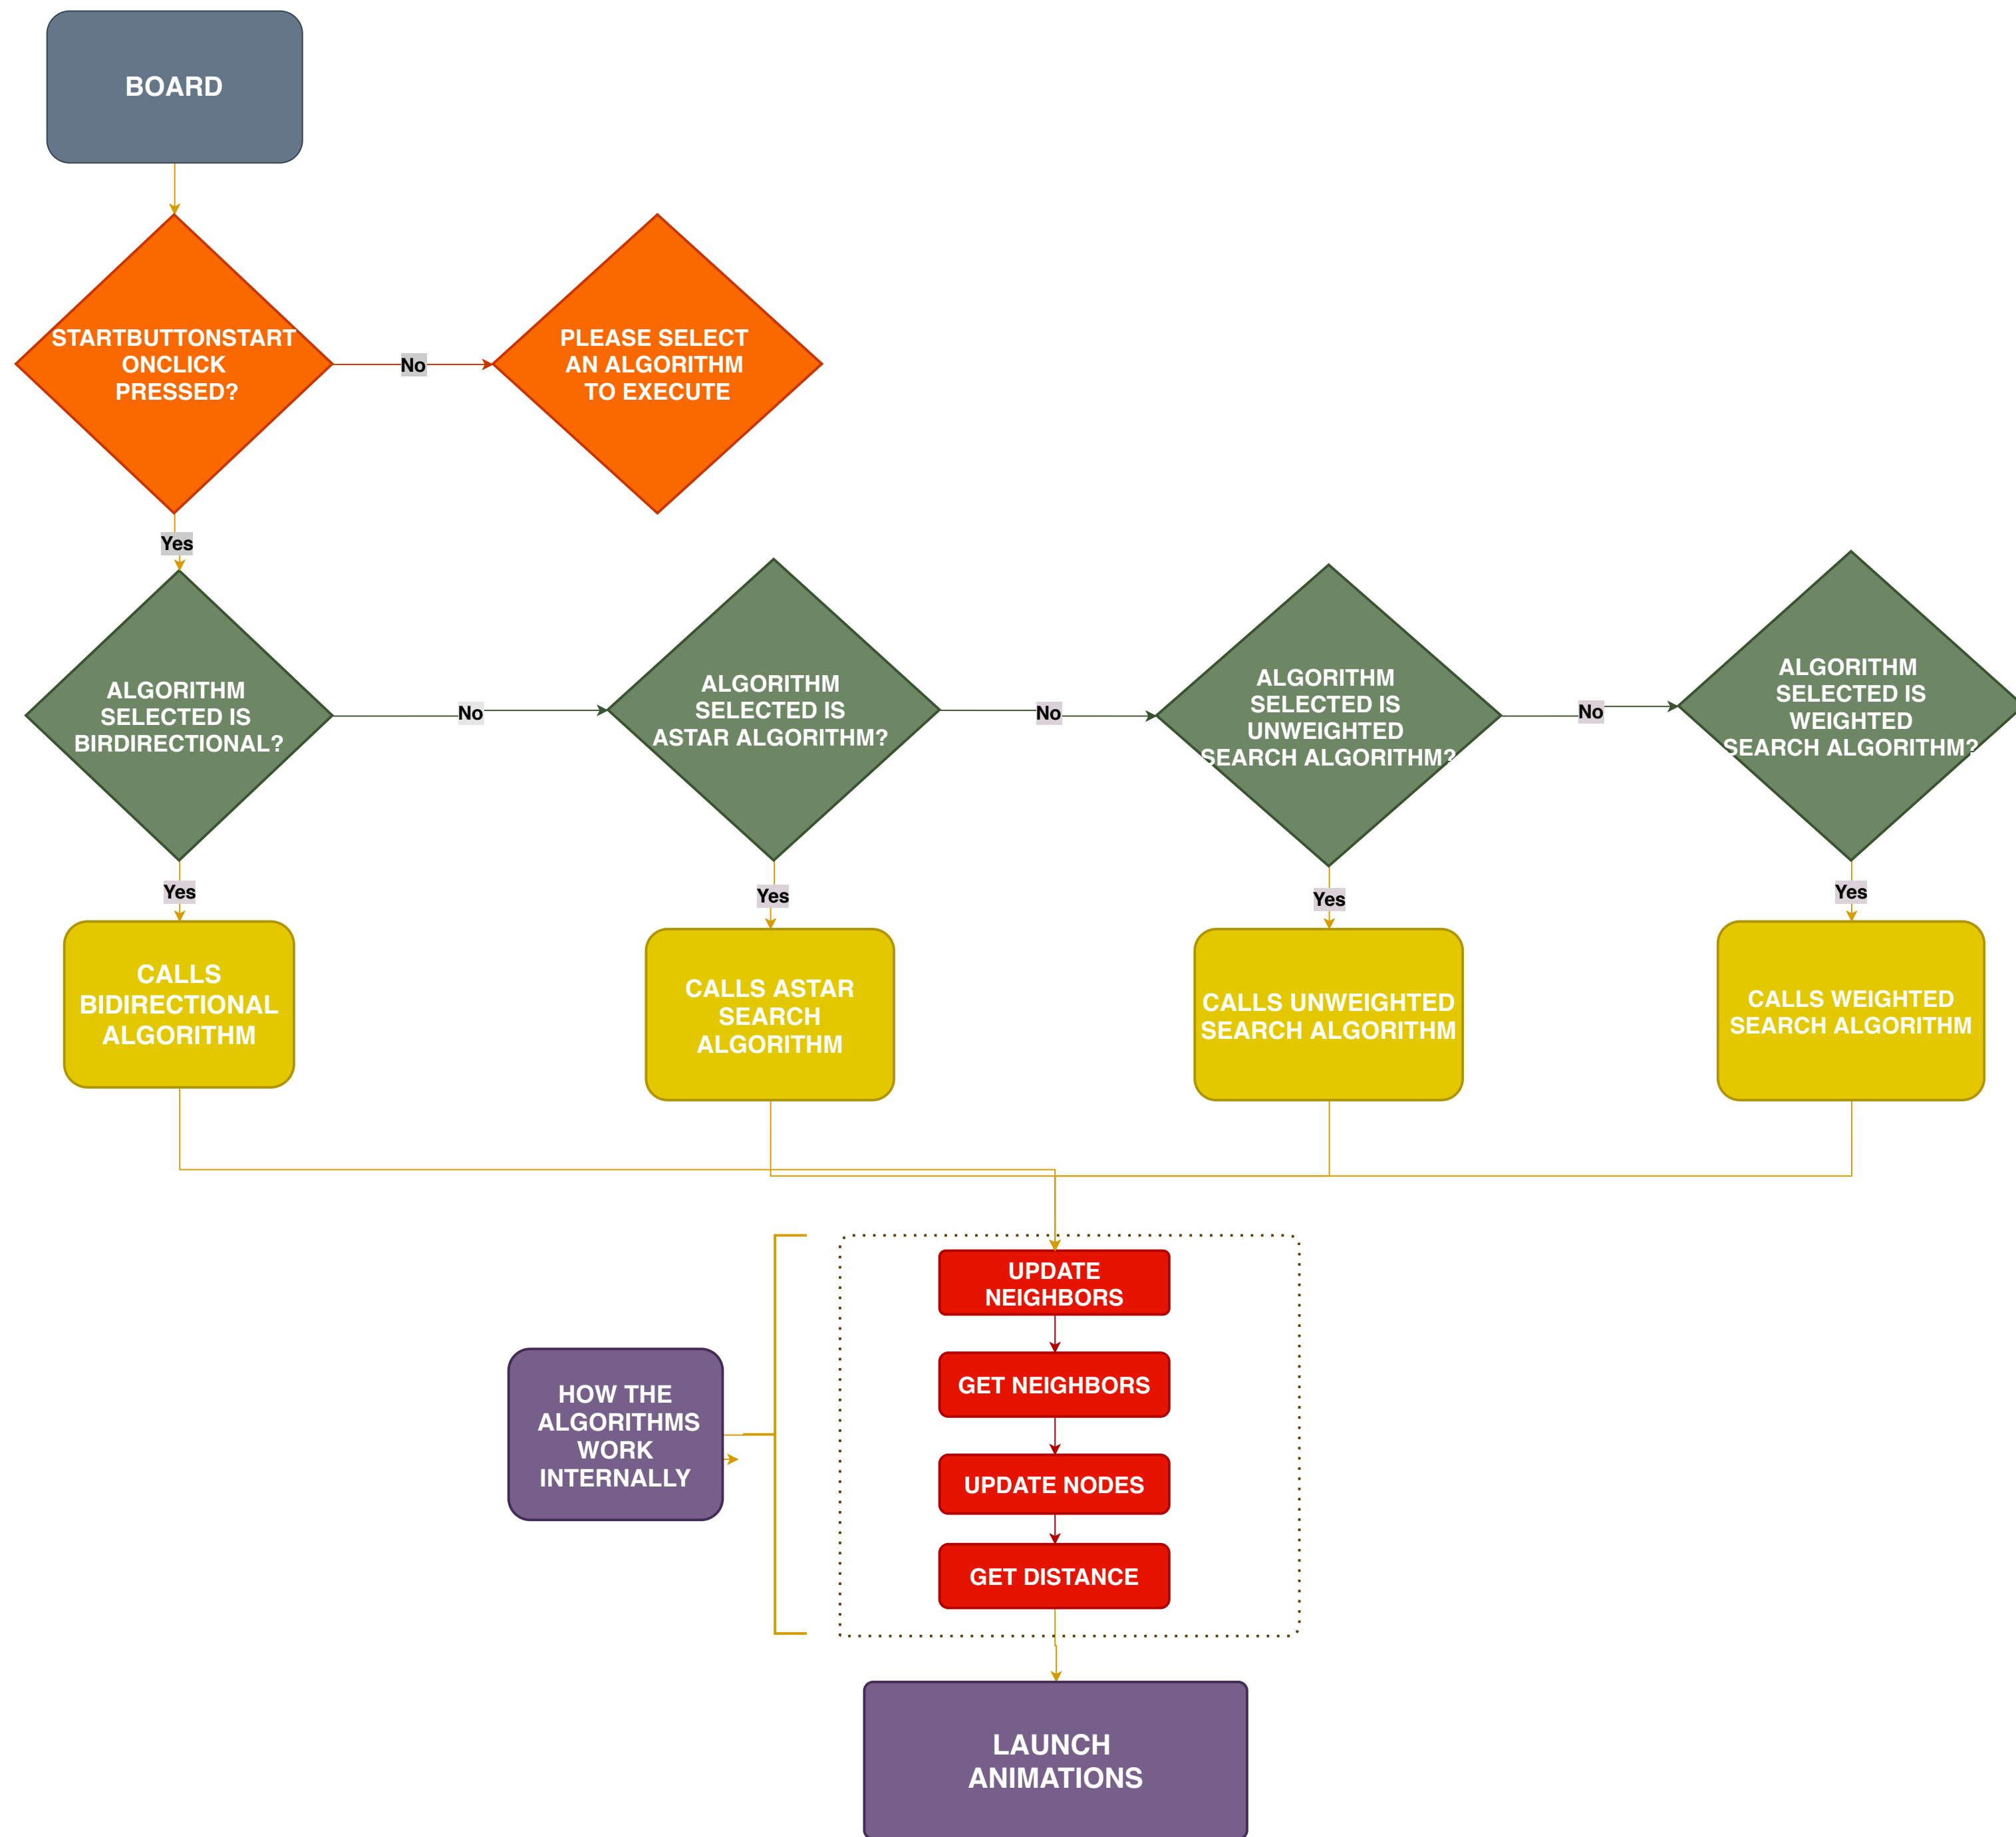 BOARD
STARTBUTTONSTART
ONCLICK
PRESSED?
No
PLEASE SELECT
AN ALGORITHM
TO EXECUTE
Yes
ALGORITHM
SELECTED IS
BIRDIRECTIONAL?
No
ALGORITHM
SELECTED IS
ASTAR ALGORITHM?
No
ALGORITHM
SELECTED IS
UNWEIGHTED
SEARCH ALGORITHM?
No
ALGORITHM
SELECTED IS
WEIGHTED
SEARCH ALGORITHM?
Yes
Yes
Yes
Yes
CALLS
BIDIRECTIONAL
ALGORITHM
CALLS ASTAR
SEARCH
ALGORITHM
CALLS UNWEIGHTED
SEARCH ALGORITHM
CALLS WEIGHTED
SEARCH ALGORITHM
HOW THE
ALGORITHMS
WORK
INTERNALLY
UPDATE
NEIGHBORS
GET NEIGHBORS
UPDATE NODES
GET DISTANCE
LAUNCH
ANIMATIONS